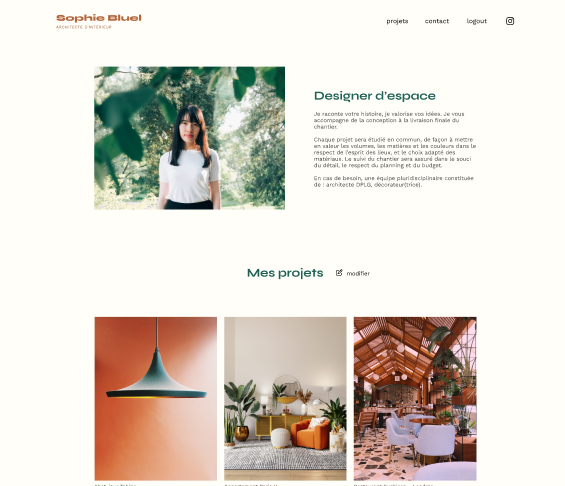 Sophie Bluel
ARCHITECTE D'INTÉRIEUR
projets
contact
logout
Designer d'espace
Je raconte votre histoire, je valorise vos idées. Je vous
accompagne de la conception à la livraison finale du
chantier.
Chaque projet sera étudié en commun, de façon à mettre
en valeur les volumes, les matières et les couleurs dans le
respect de l'esprit des lieux, et le choix adapté des
matériaux. Le suivi du chantier sera assuré dans le souci
du détail, le respect du planning et du budget.
En cas de besoin, une équipe pluridisciplinaire constituée
de : architecte DPLG, décorateur(trice).
Mes projets
modifier